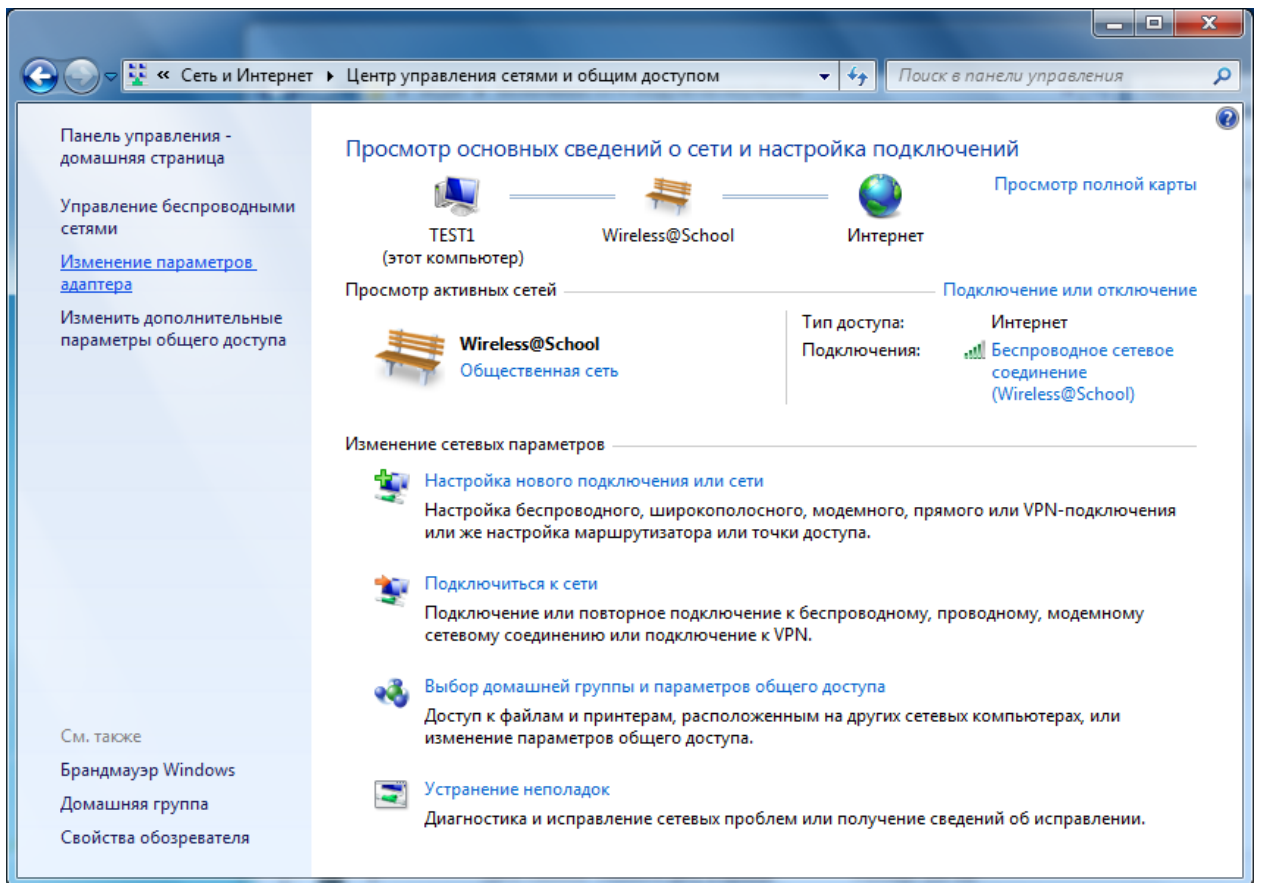 « Сеть и Интернет ▸ Центр управления сетями и общим доступом
Поиск в панели управления
Панель управления -
домашняя страница
Управление беспроводными
сетями
Изменение параметров
адаптера
Изменить дополнительные
параметры общего доступа
Просмотр основных сведений о сети и настройка подключений
Просмотр полной карты
TEST1
(этот компьютер)
Wireless@School
Интернет
Просмотр активных сетей
Подключение или отключение
Wireless@School
Общественная сеть
Тип доступа: Интернет
Подключения: Беспроводное сетевое
соединение
(Wireless@School)
Изменение сетевых параметров
Настройка нового подключения или сети
Настройка беспроводного, широкополосного, модемного, прямого или VPN-подключения
или же настройка маршрутизатора или точки доступа.
Подключиться к сети
Подключение или повторное подключение к беспроводному, проводному, модемному
сетевому соединению или подключение к VPN.
Выбор домашней группы и параметров общего доступа
Доступ к файлам и принтерам, расположенным на других сетевых компьютерах, или
изменение параметров общего доступа.
Устранение неполадок
Диагностика и исправление сетевых проблем или получение сведений об исправлении.
См. также
Брандмауэр Windows
Домашняя группа
Свойства обозревателя